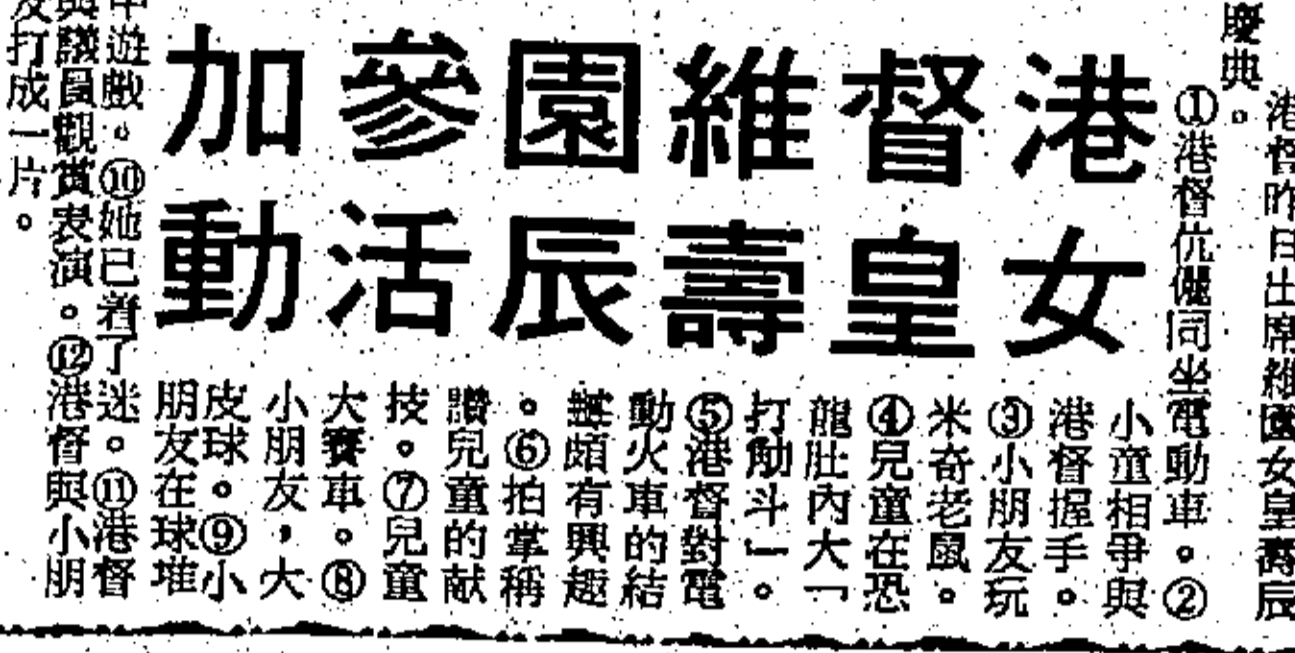 港督維園參加
女皇壽辰活動
港督昨日出席維園女皇壽辰
慶典。
①港督伉儷同坐電動車。②
小童相爭與
港督握手。
③小朋友玩
米奇老鼠。
④兒童在恐
龍肚內大「
打觔斗」。
⑤港督對電
動火車的結
構頗有興趣
。⑥拍掌稱
讚兒童的献
技。⑦兒童
大賽車。⑧
小朋友，大
皮球。⑨小
朋友在球堆
中遊戲。⑩她已着了迷。⑪港督
與議員觀賞表演。⑫港督與小朋
友打成一片。